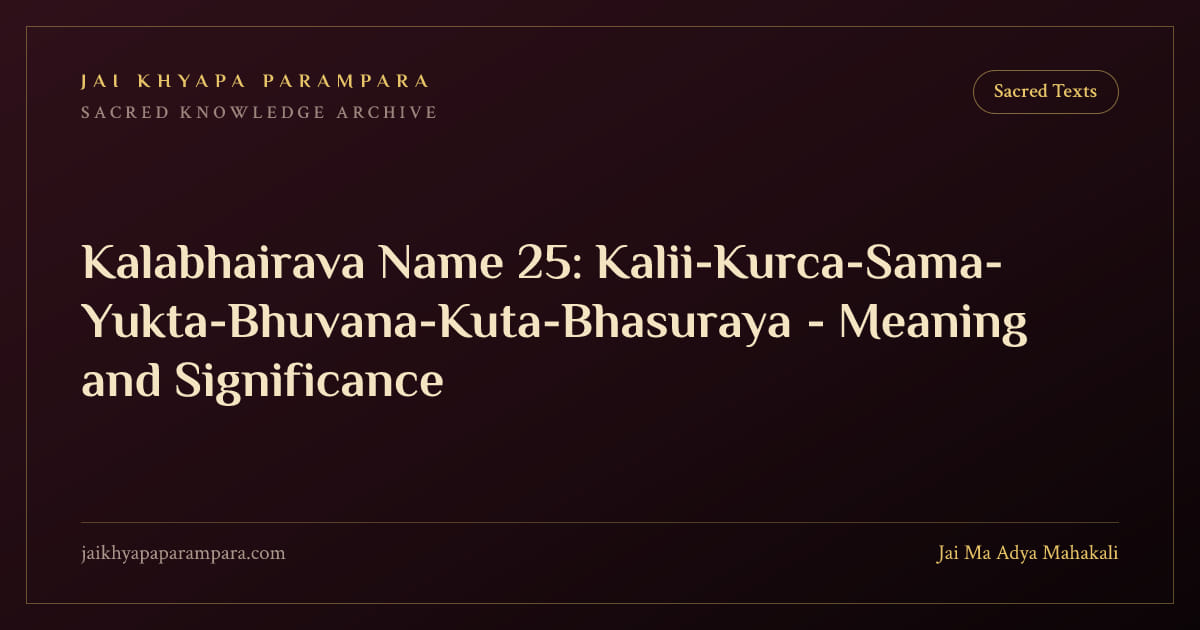 JAI KHYAPA PARAMPARA
SACRED KNOWLEDGE ARCHIVE
Sacred Texts
Kalabhairava Name 25: Kalii-Kurca-Sama-
Yukta-Bhuvana-Kuta-Bhasuraya - Meaning
and Significance
jaikhyapaparampara.com
Jai Ma Adya Mahakali